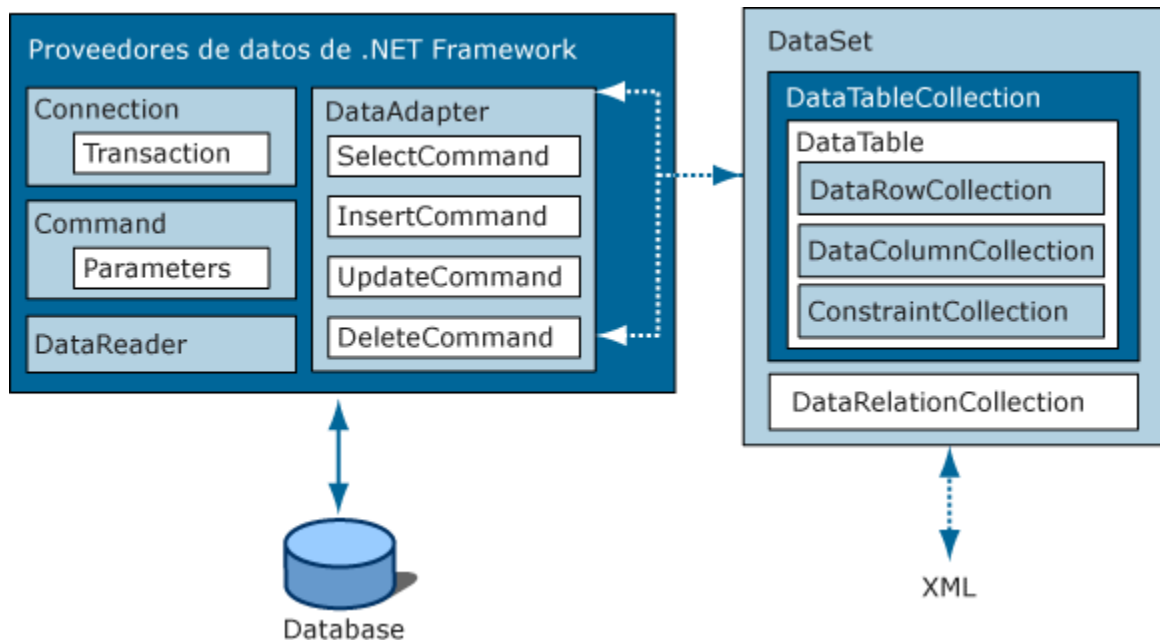 Proveedores de datos de .NET Framework
Connection
Transaction
Command
Parameters
DataReader
DataAdapter
SelectCommand
InsertCommand
UpdateCommand
DeleteCommand
DataSet
DataTableCollection
DataTable
DataRowCollection
DataColumnCollection
ConstraintCollection
DataRelationCollection
Database
XML